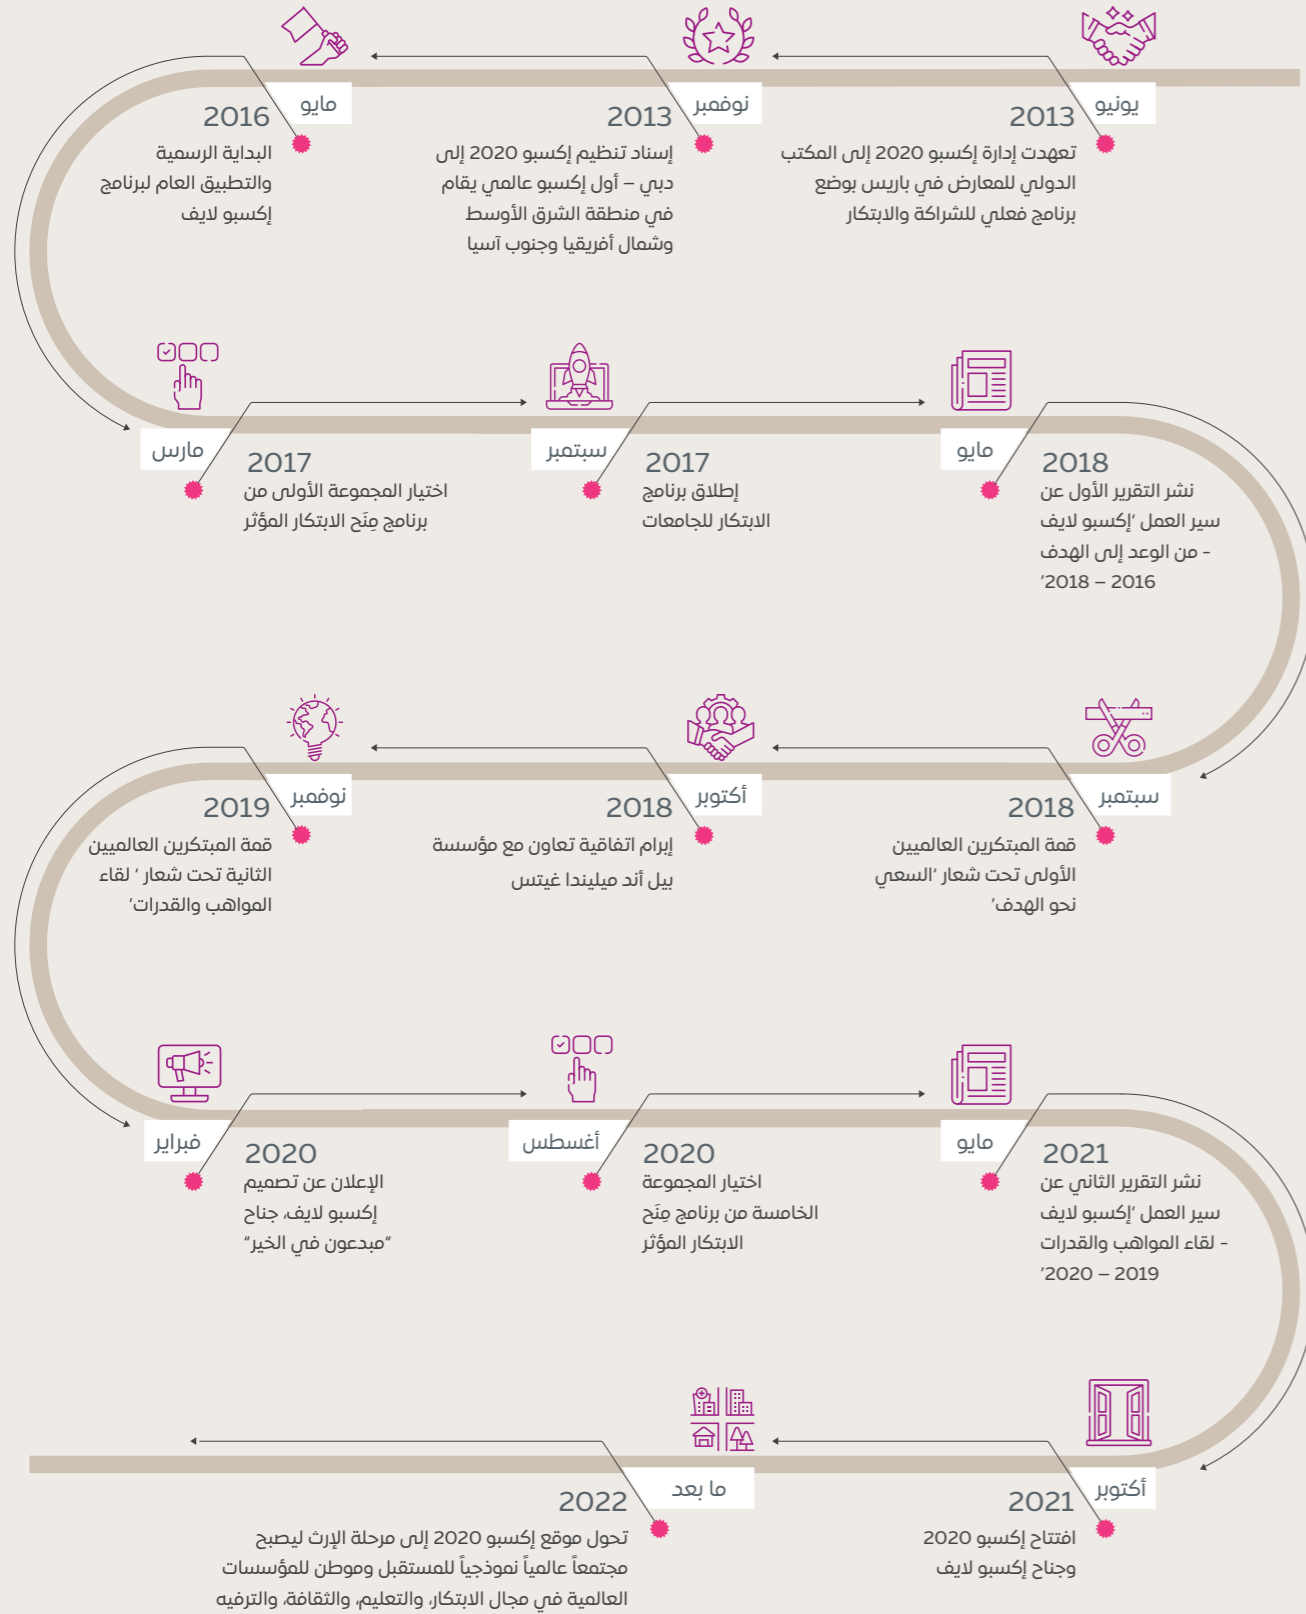 يونيو
2013
تعهدت إدارة إكسبو 2020 إلى المكتب
الدولي للمعارض في باريس بوضع
برنامج فعلي للشراكة والابتكار
نوفمبر
2013
إسناد تنظيم إكسبو 2020 إلى
دبي – أول إكسبو عالمي يقام
في منطقة الشرق الأوسط
وشمال أفريقيا وجنوب آسيا
مايو
2016
البداية الرسمية
والتطبيق العام لبرنامج
إكسبو لايف
مارس
2017
اختيار المجموعة الأولى من
برنامج مِنَح الابتكار المؤثر
سبتمبر
2017
إطلاق برنامج
الابتكار للجامعات
مايو
2018
نشر التقرير الأول عن
سير العمل 'إكسبو لايف
- من الوعد إلى الهدف
2016 – 2018'
سبتمبر
2018
قمة المبتكرين العالميين
الأولى تحت شعار 'السعي
نحو الهدف'
أكتوبر
2018
إبرام اتفاقية تعاون مع مؤسسة
بيل أند ميليندا غيتس
نوفمبر
2019
قمة المبتكرين العالميين
الثانية تحت شعار ' لقاء
المواهب والقدرات'
فبراير
2020
الإعلان عن تصميم
إكسبو لايف، جناح
"مبدعون في الخير"
أغسطس
2020
اختيار المجموعة
الخامسة من برنامج مِنَح
الابتكار المؤثر
مايو
2021
نشر التقرير الثاني عن
سير العمل 'إكسبو لايف
- لقاء المواهب والقدرات
2019 – 2020'
أكتوبر
2021
افتتاح إكسبو 2020
وجناح إكسبو لايف
ما بعد
2022
تحول موقع إكسبو 2020 إلى مرحلة الإرث ليصبح
مجتمعاً عالمياً نموذجياً للمستقبل وموطن للمؤسسات
العالمية في مجال الابتكار، والتعليم، والثقافة، والترفيه